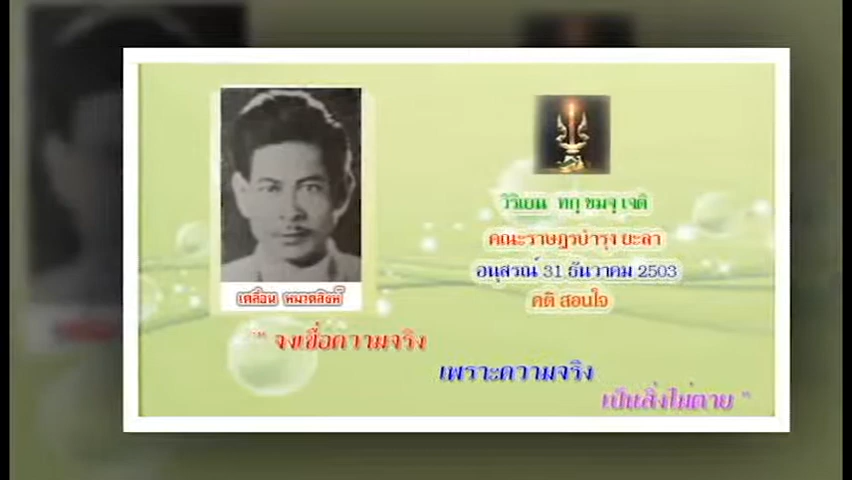 วิริเยน ทุกฺขมจฺเจติ
คณะราษฎรบำรุง ยะลา
อนุสรณ์ 31 ธันวาคม 2503
คติ สอนใจ
เคลื่อน หมาดสิงห์
" จงเชื่อความจริง
เพราะความจริง
เป็นสิ่งไม่ตาย "